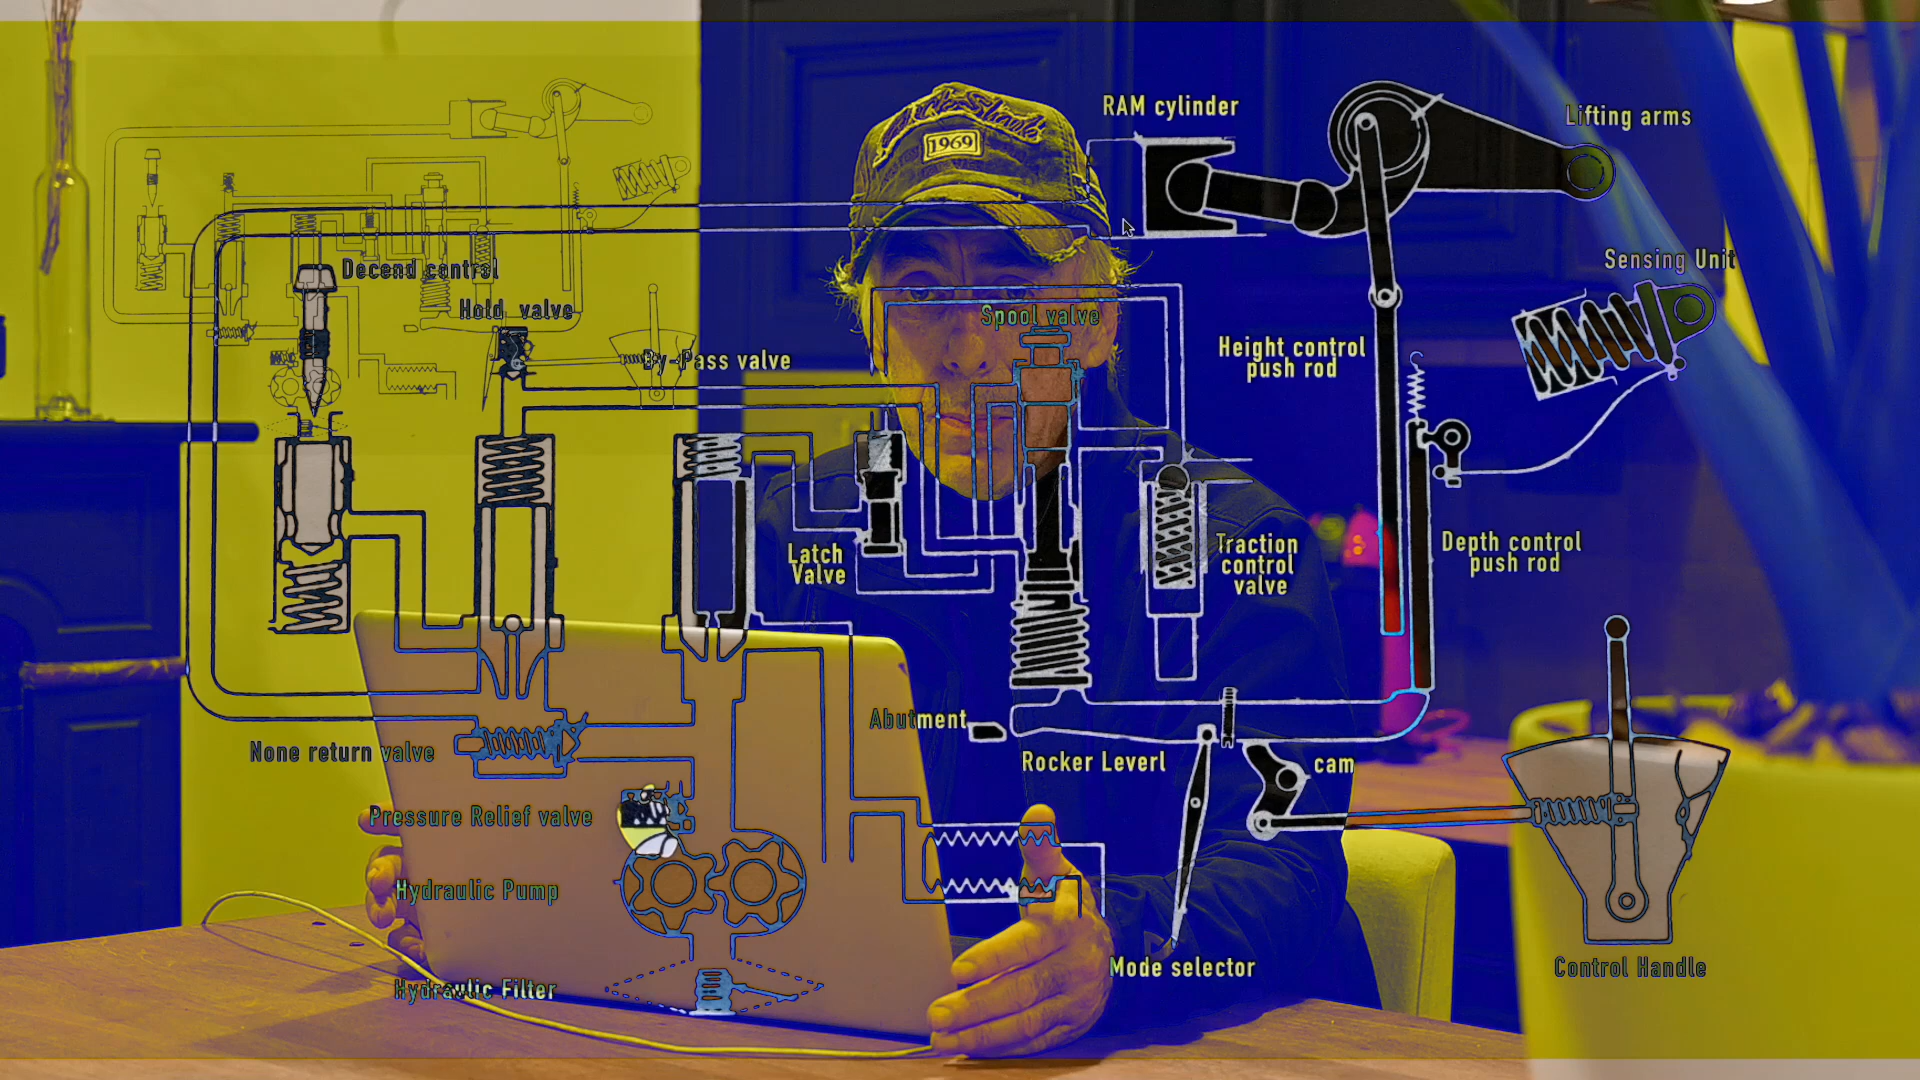 1969
RAM cylinder
Lifting arms
Sensing Unit
Decend control
Hold valve
Spool valve
By-Pass valve
Height control
push rod
Latch
Valve
Traction
control
valve
Depth control
push rod
Abutment
None return valve
Rocker Leverl
cam
Pressure Relief valve
Hydraulic Pump
Mode selector
Control Handle
Hydraulic Filter